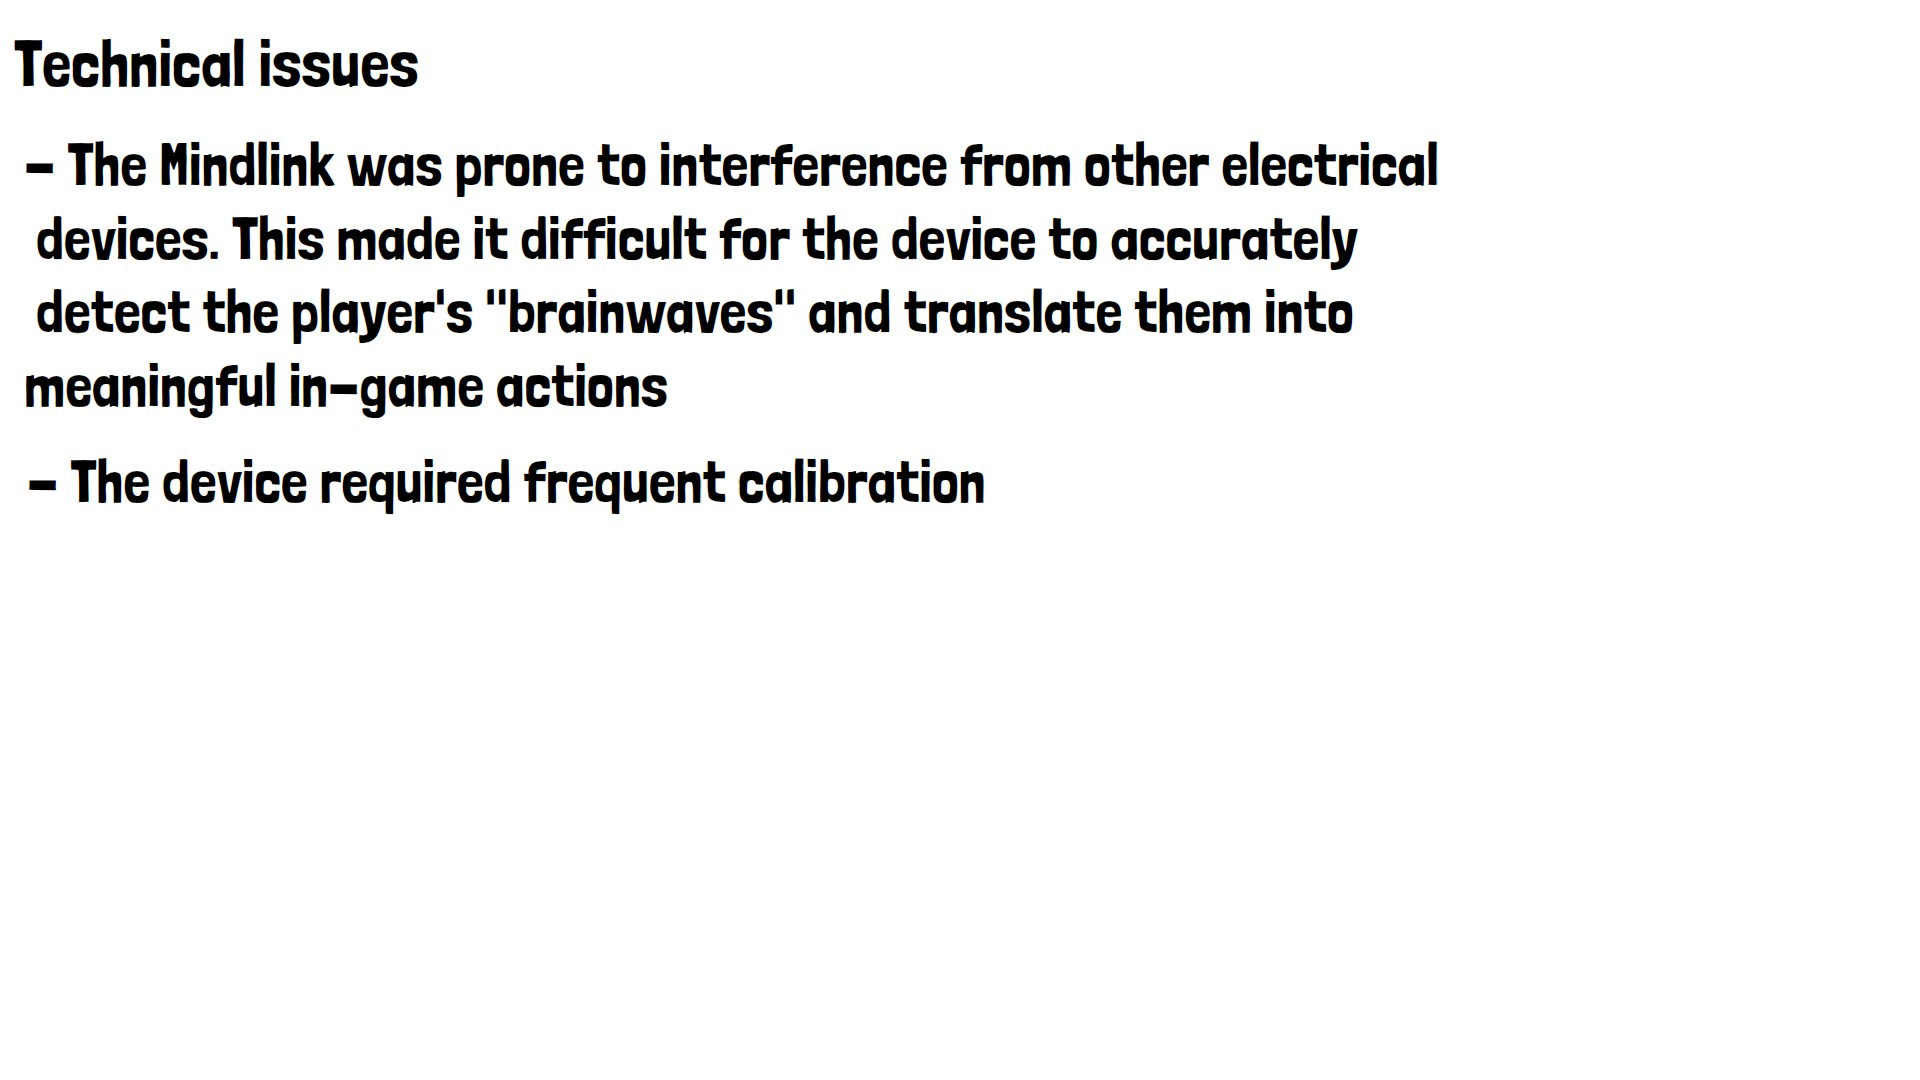 Technical issues
– The Mindlink was prone to interference from other electrical
devices. This made it difficult for the device to accurately
detect the player's "brainwaves" and translate them into
meaningful in-game actions
– The device required frequent calibration